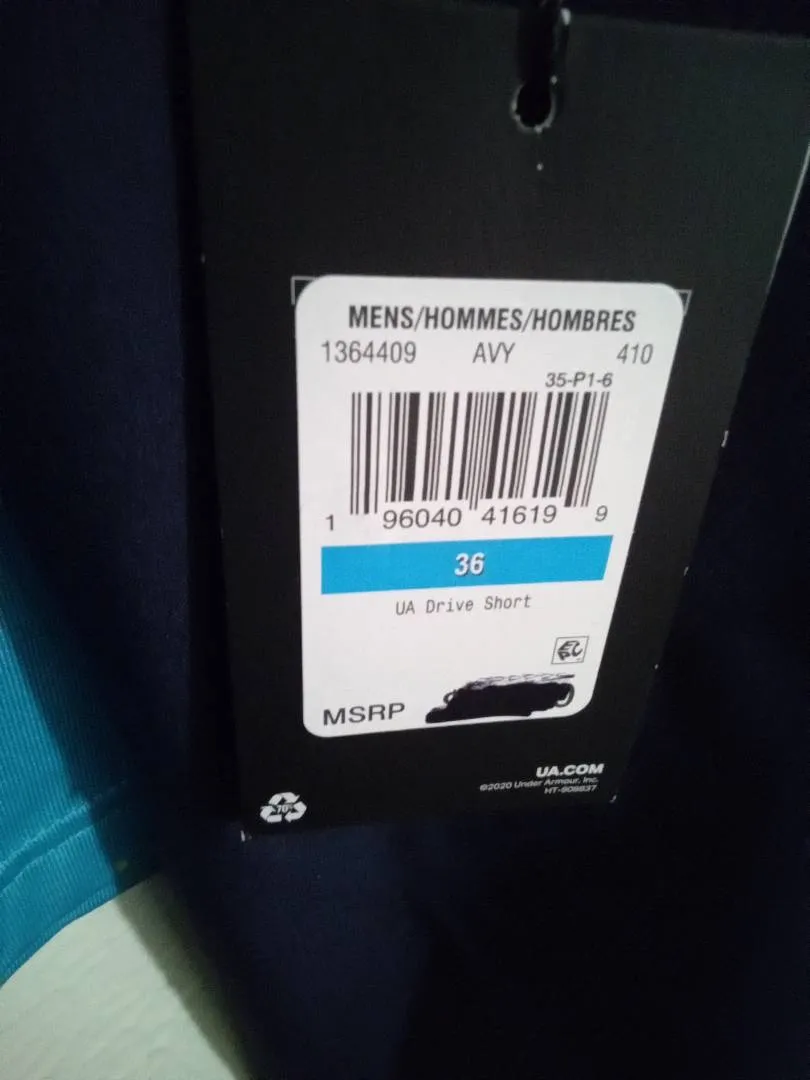 MENS/HOMMES/HOMBRES
1364409 AVY 410
35-P1-6
1 96040 41619 9
36
UA Drive Short
MSRP
UA.COM
©2020 Under Armour, Inc.